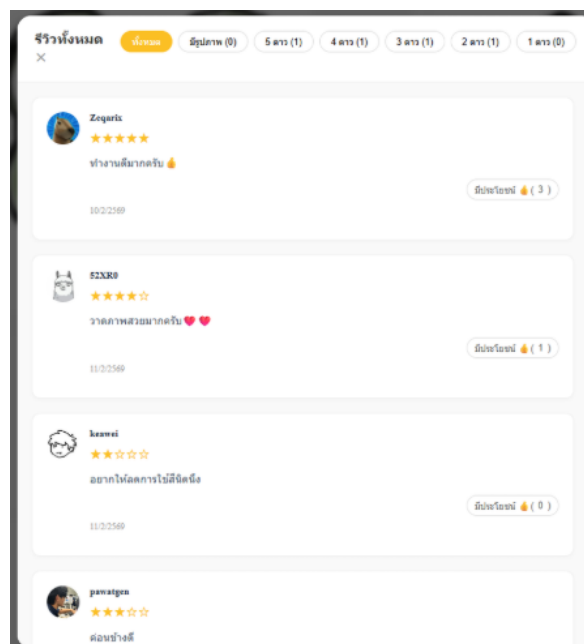 รีวิวทั้งหมด
ทั้งหมด
มีรูปภาพ (0)
5 ดาว (1)
4 ดาว (1)
3 ดาว (1)
2 ดาว (1)
1 ดาว (0)
×
Zeqarix
★★★★★
ทำงานดีมากครับ👍
มีประโยชน์ 👍 ( 3 )
10/2/2569
52XR0
★★★★☆
วาดภาพสวยมากครับ❤ ❤
มีประโยชน์ 👍 ( 1 )
11/2/2569
★★☆☆☆
อยากให้ลดการใช้สีนิดนึง
มีประโยชน์ 👍 ( 0 )
11/2/2569
pawatgen
★★★☆☆
ค่อนข้างดี